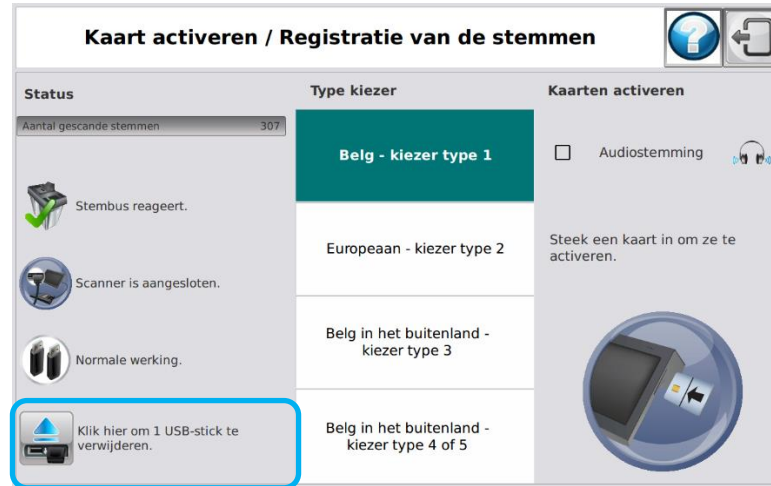 Kaart activeren / Registratie van de stemmen
Status
Aantal gescande stemmen 307
Stembus reageert.
Scanner is aangesloten.
Normale werking.
Klik hier om 1 USB-stick te
verwijderen.
Type kiezer
Belg - kiezer type 1
Europeaan - kiezer type 2
Belg in het buitenland -
kiezer type 3
Belg in het buitenland -
kiezer type 4 of 5
Kaarten activeren
Audiostemming
Steek een kaart in om ze te
activeren.